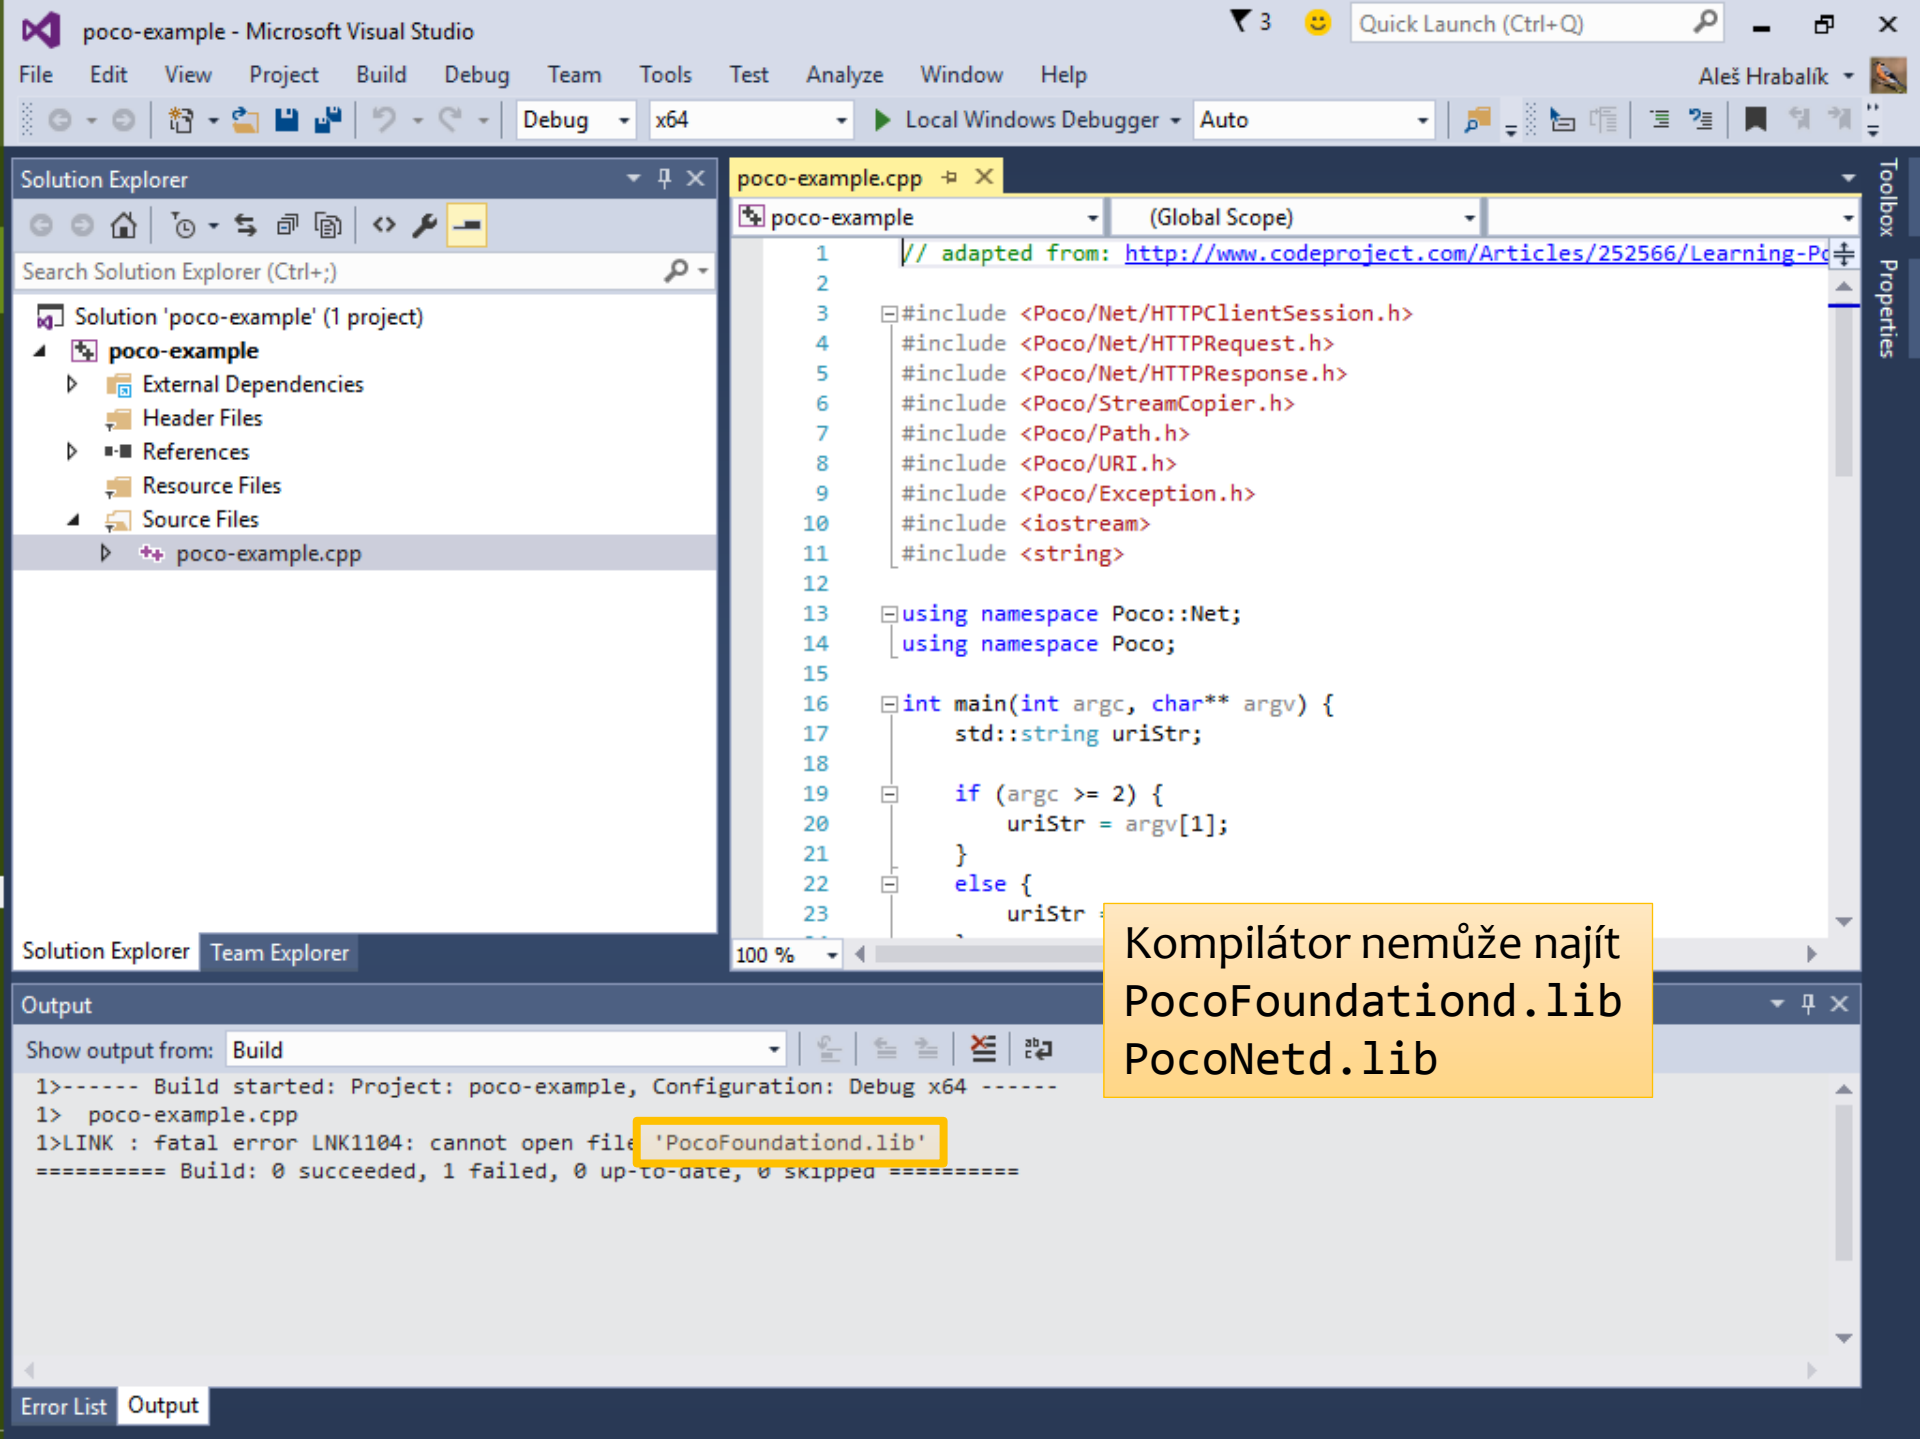 poco-example - Microsoft Visual Studio
3
Quick Launch (Ctrl+Q)
File Edit View Project Build Debug Team Tools Test Analyze Window Help
Aleš Hrabalík
Debug
x64
Local Windows Debugger
Auto
Solution Explorer
Search Solution Explorer (Ctrl+;)
Solution 'poco-example' (1 project)
poco-example
External Dependencies
Header Files
References
Resource Files
Source Files
poco-example.cpp
Solution Explorer
Team Explorer
poco-example.cpp
poco-example
(Global Scope)
1 // adapted from: http://www.codeproject.com/Articles/252566/Learning-Po
2
3 #include <Poco/Net/HTTPClientSession.h>
4 #include <Poco/Net/HTTPRequest.h>
5 #include <Poco/Net/HTTPResponse.h>
6 #include <Poco/StreamCopier.h>
7 #include <Poco/Path.h>
8 #include <Poco/URI.h>
9 #include <Poco/Exception.h>
10 #include <iostream>
11 #include <string>
12
13 using namespace Poco::Net;
14 using namespace Poco;
15
16 int main(int argc, char** argv) {
17 std::string uriStr;
18
19 if (argc >= 2) {
20 uriStr = argv[1];
21 }
22 else {
23 uriStr
100 %
Toolbox
Properties
Kompilátor nemůže najít
PocoFoundationd.lib
PocoNetd.lib
Output
Show output from: Build
1>------ Build started: Project: poco-example, Configuration: Debug x64 ------
1> poco-example.cpp
1>LINK : fatal error LNK1104: cannot open file 'PocoFoundationd.lib'
========== Build: 0 succeeded, 1 failed, 0 up-to-date, 0 skipped ==========
Error List
Output